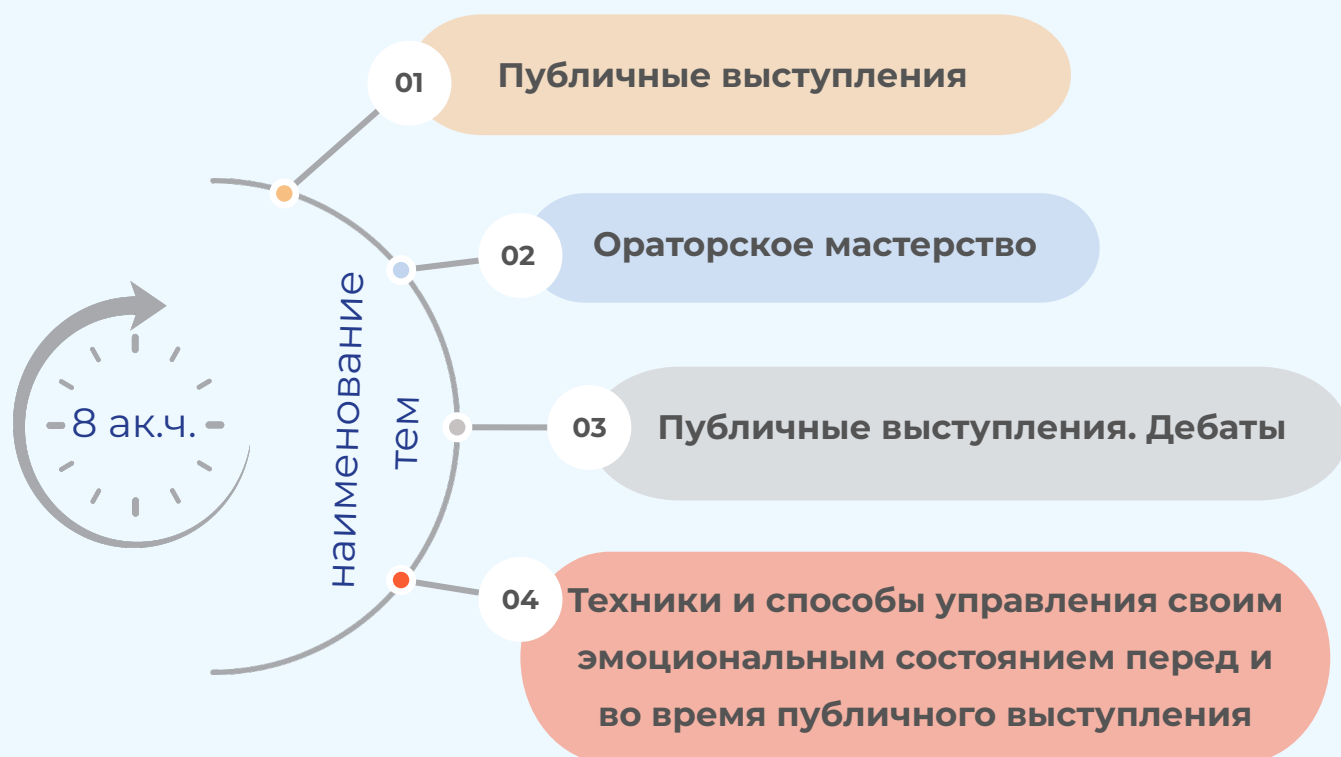 8 ак.ч.
наименование
тем
01
Публичные выступления
02
Ораторское мастерство
03
Публичные выступления. Дебаты
04
Техники и способы управления своим
эмоциональным состоянием перед и
во время публичного выступления